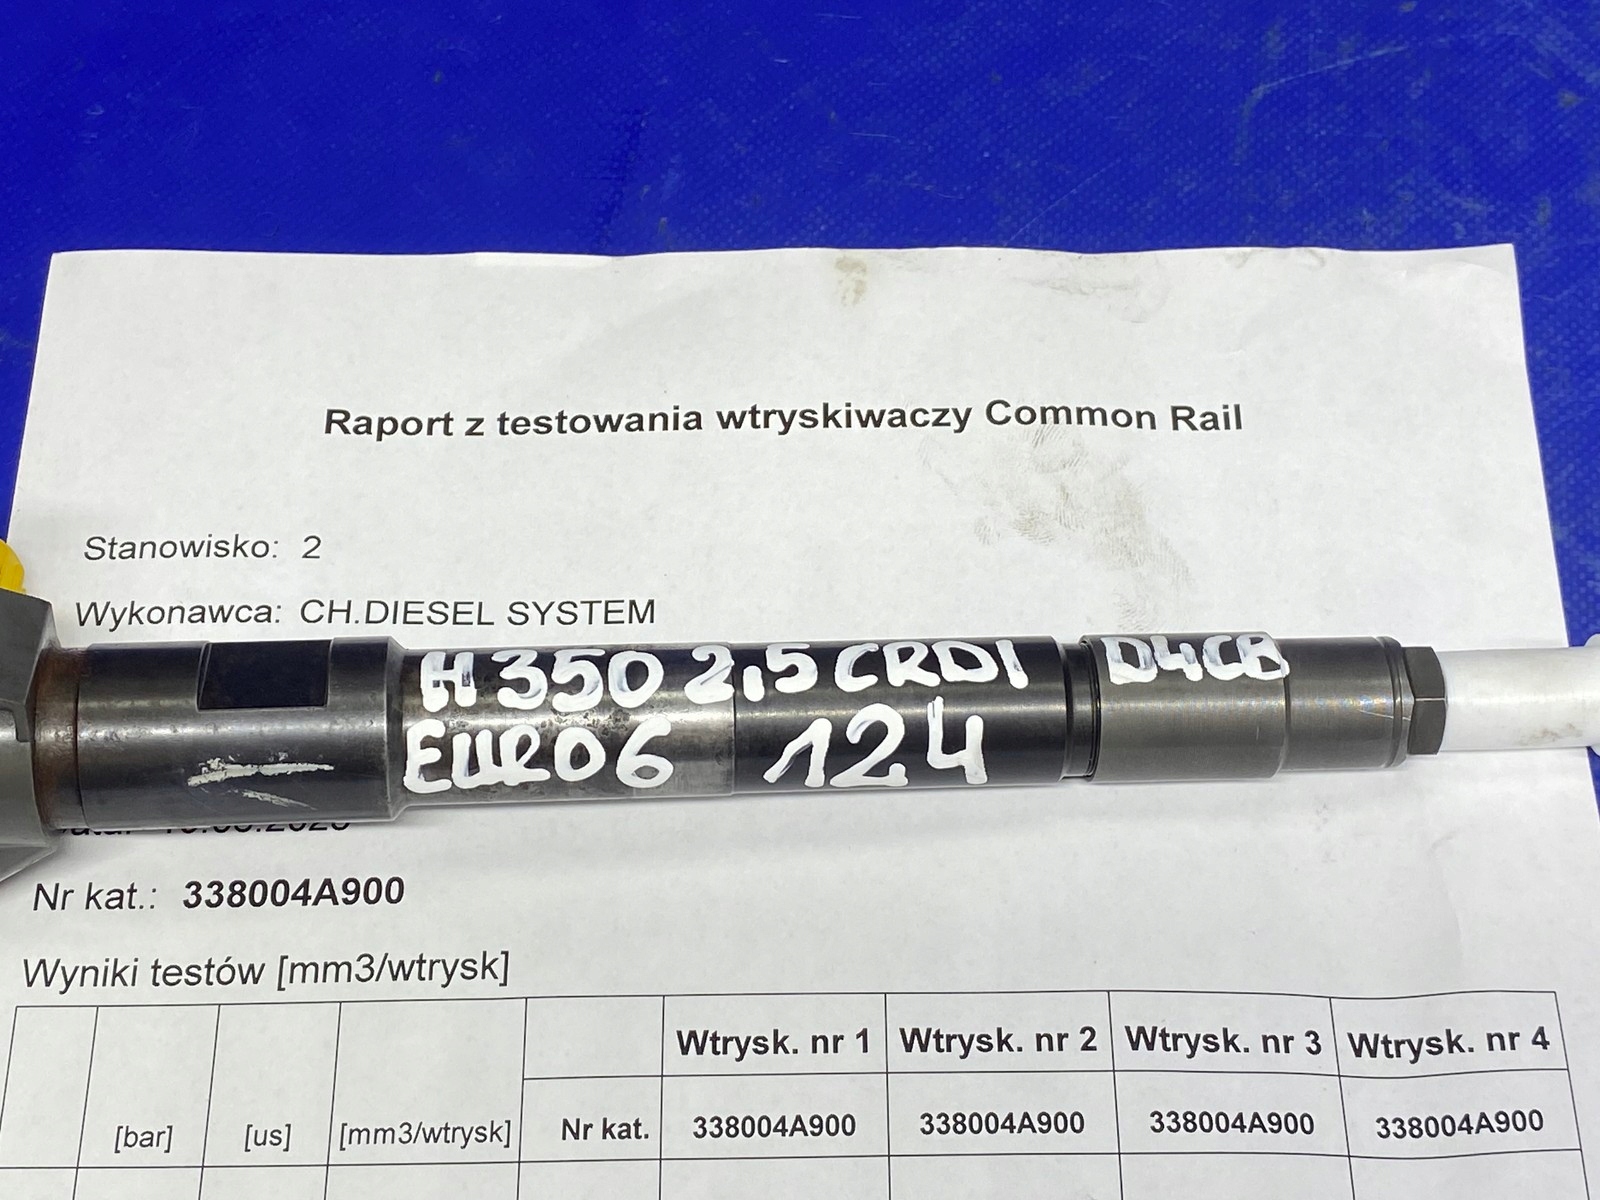 Raport z testowania wtryskiwaczy Common Rail
Stanowisko: 2
Wykonawca: CH.DIESEL SYSTEM
H350 2,5 CRDI D4CB
EURO6 124
Nr kat.: 338004A900
Wyniki testów [mm3/wtrysk]
Wtrysk. nr 1 Wtrysk. nr 2 Wtrysk. nr 3 Wtrysk. nr 4
[bar] [us] [mm3/wtrysk] Nr kat. 338004A900 338004A900 338004A900 338004A900